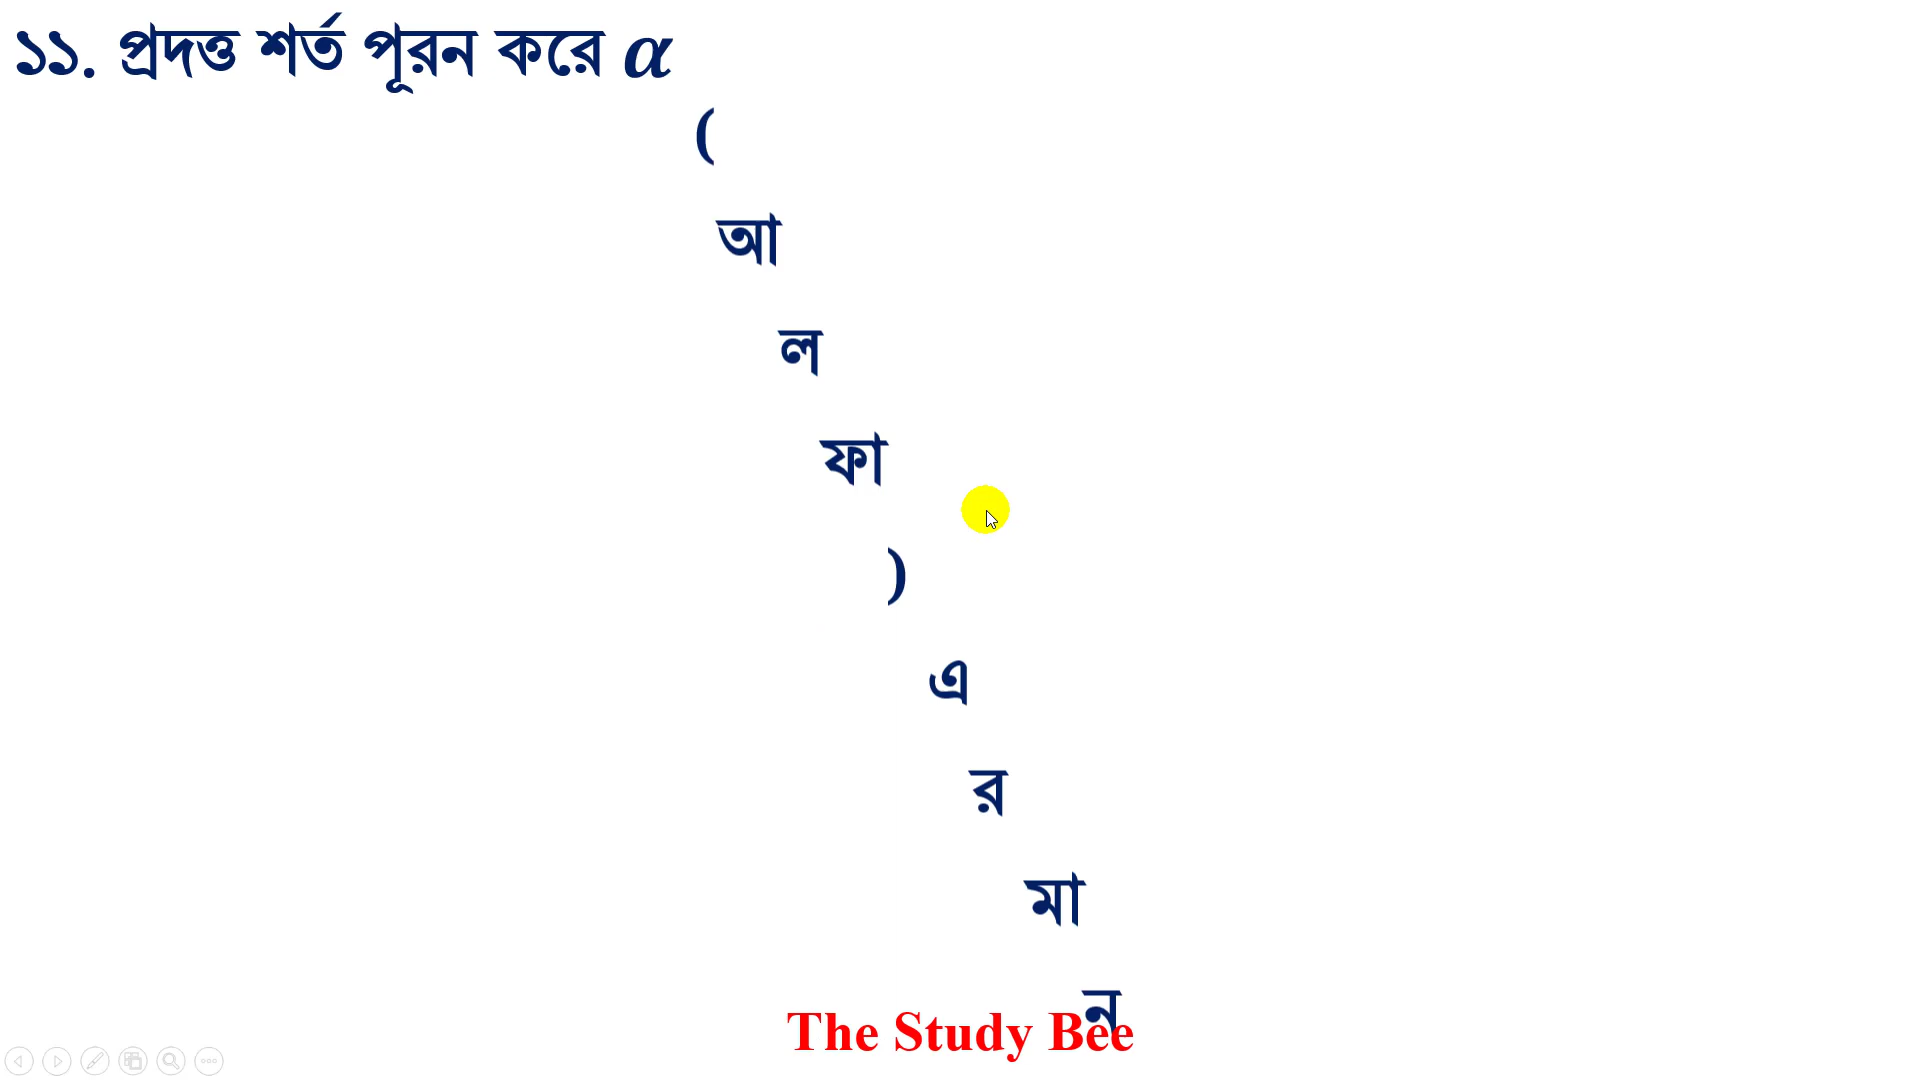 ১১. প্রদত্ত শর্ত পূরন করে α
(
আ
ল
ফা
)
এ
র
মা
ন
The Study Bee